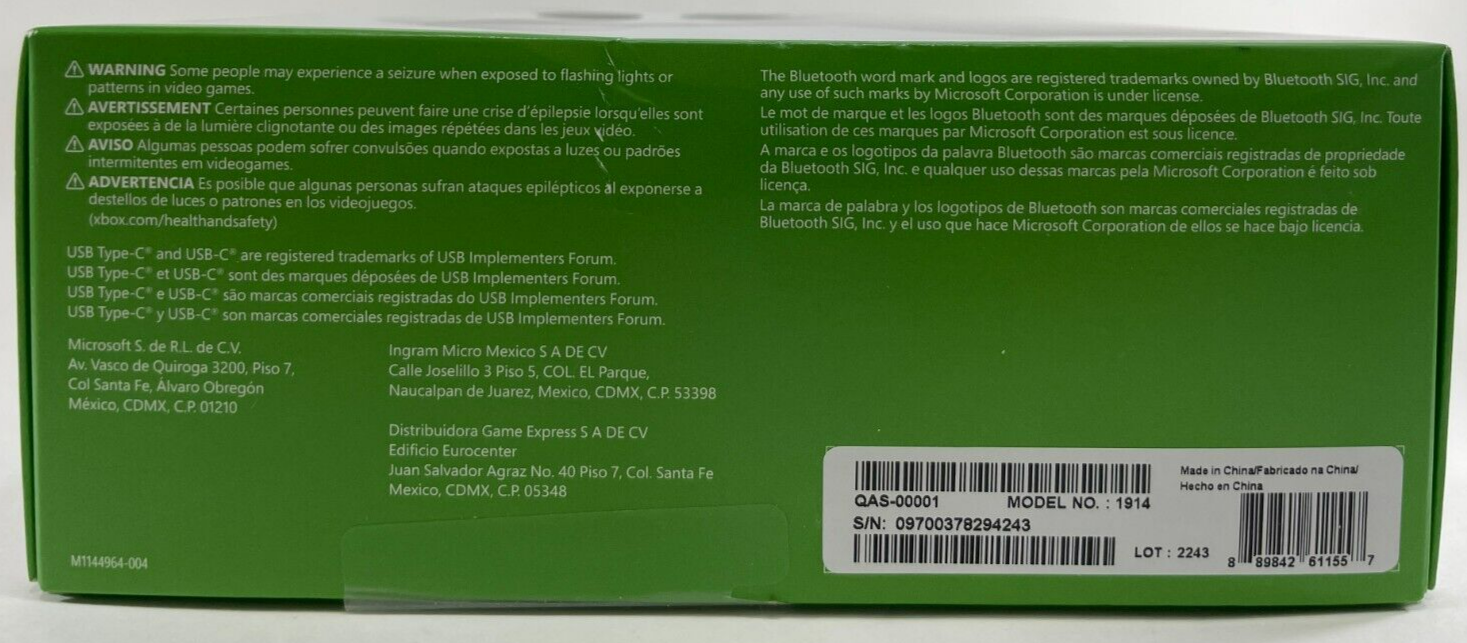 ⚠ WARNING Some people may experience a seizure when exposed to flashing lights or
patterns in video games.
⚠ AVERTISSEMENT Certaines personnes peuvent faire une crise d'épilepsie lorsqu'elles sont
exposées à de la lumière clignotante ou des images répétées dans les jeux vidéo.
⚠ AVISO Algumas pessoas podem sofrer convulsões quando expostas a luzes ou padrões
intermitentes em videogames.
⚠ ADVERTENCIA Es posible que algunas personas sufran ataques epilépticos al exponerse a
destellos de luces o patrones en los videojuegos.
(xbox.com/healthandsafety)
USB Type-C® and USB-C® are registered trademarks of USB Implementers Forum.
USB Type-C® et USB-C® sont des marques déposées de USB Implementers Forum.
USB Type-C® e USB-C® são marcas comerciais registradas do USB Implementers Forum.
USB Type-C® y USB-C® son marcas comerciales registradas de USB Implementers Forum.
Microsoft S. de R.L. de C.V.
Av. Vasco de Quiroga 3200, Piso 7,
Col Santa Fe, Álvaro Obregón
México, CDMX, C.P. 01210
Ingram Micro Mexico S A DE CV
Calle Joselillo 3 Piso 5, COL. EL Parque,
Naucalpan de Juarez, Mexico, CDMX, C.P. 53398
Distribuidora Game Express S A DE CV
Edificio Eurocenter
Juan Salvador Agraz No. 40 Piso 7, Col. Santa Fe
Mexico, CDMX, C.P. 05348
M1144964-004
The Bluetooth word mark and logos are registered trademarks owned by Bluetooth SIG, Inc. and
any use of such marks by Microsoft Corporation is under license.
Le mot de marque et les logos Bluetooth sont des marques déposées de Bluetooth SIG, Inc. Toute
utilisation de ces marques par Microsoft Corporation est sous licence.
A marca e os logotipos da palavra Bluetooth são marcas comerciais registradas de propriedade
da Bluetooth SIG, Inc. e qualquer uso dessas marcas pela Microsoft Corporation é feito sob
licença.
La marca de palabra y los logotipos de Bluetooth son marcas comerciales registradas de
Bluetooth SIG, Inc. y el uso que hace Microsoft Corporation de ellos se hace bajo licencia.
QAS-00001 MODEL NO. : 1914
S/N: 09700378294243
LOT : 2243
Made in China/Fabricado na China/
Hecho en China
8 89842 61155 7